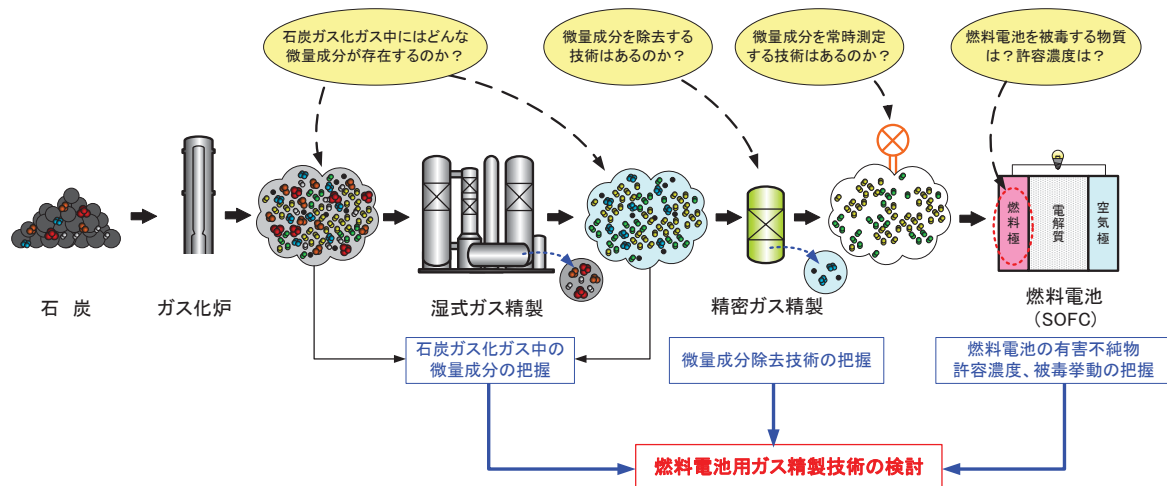 石炭ガス化ガス中にはどんな
微量成分が存在するのか？
微量成分を除去する
技術はあるのか？
微量成分を常時測定
する技術はあるのか？
燃料電池を被毒する物質
は？許容濃度は？
燃料極
電解質
空気極
石 炭
ガス化炉
湿式ガス精製
精密ガス精製
燃料電池
（SOFC）
石炭ガス化ガス中の
微量成分の把握
微量成分除去技術の把握
燃料電池の有害不純物
許容濃度、被毒挙動の把握
燃料電池用ガス精製技術の検討